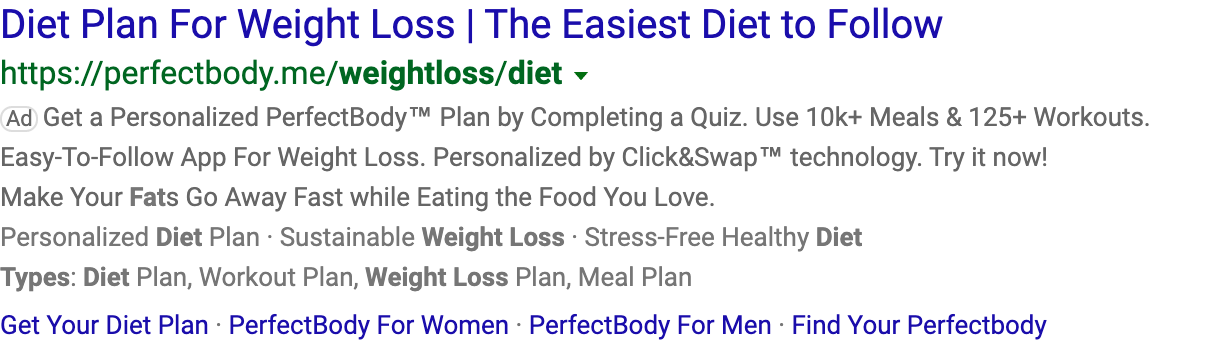 Diet Plan For Weight Loss | The Easiest Diet to Follow
https://perfectbody.me/weightloss/diet
Ad Get a Personalized PerfectBody™ Plan by Completing a Quiz. Use 10k+ Meals & 125+ Workouts.
Easy-To-Follow App For Weight Loss. Personalized by Click&Swap™ technology. Try it now!
Make Your Fats Go Away Fast while Eating the Food You Love.
Personalized Diet Plan · Sustainable Weight Loss · Stress-Free Healthy Diet
Types: Diet Plan, Workout Plan, Weight Loss Plan, Meal Plan
Get Your Diet Plan · PerfectBody For Women · PerfectBody For Men · Find Your Perfectbody